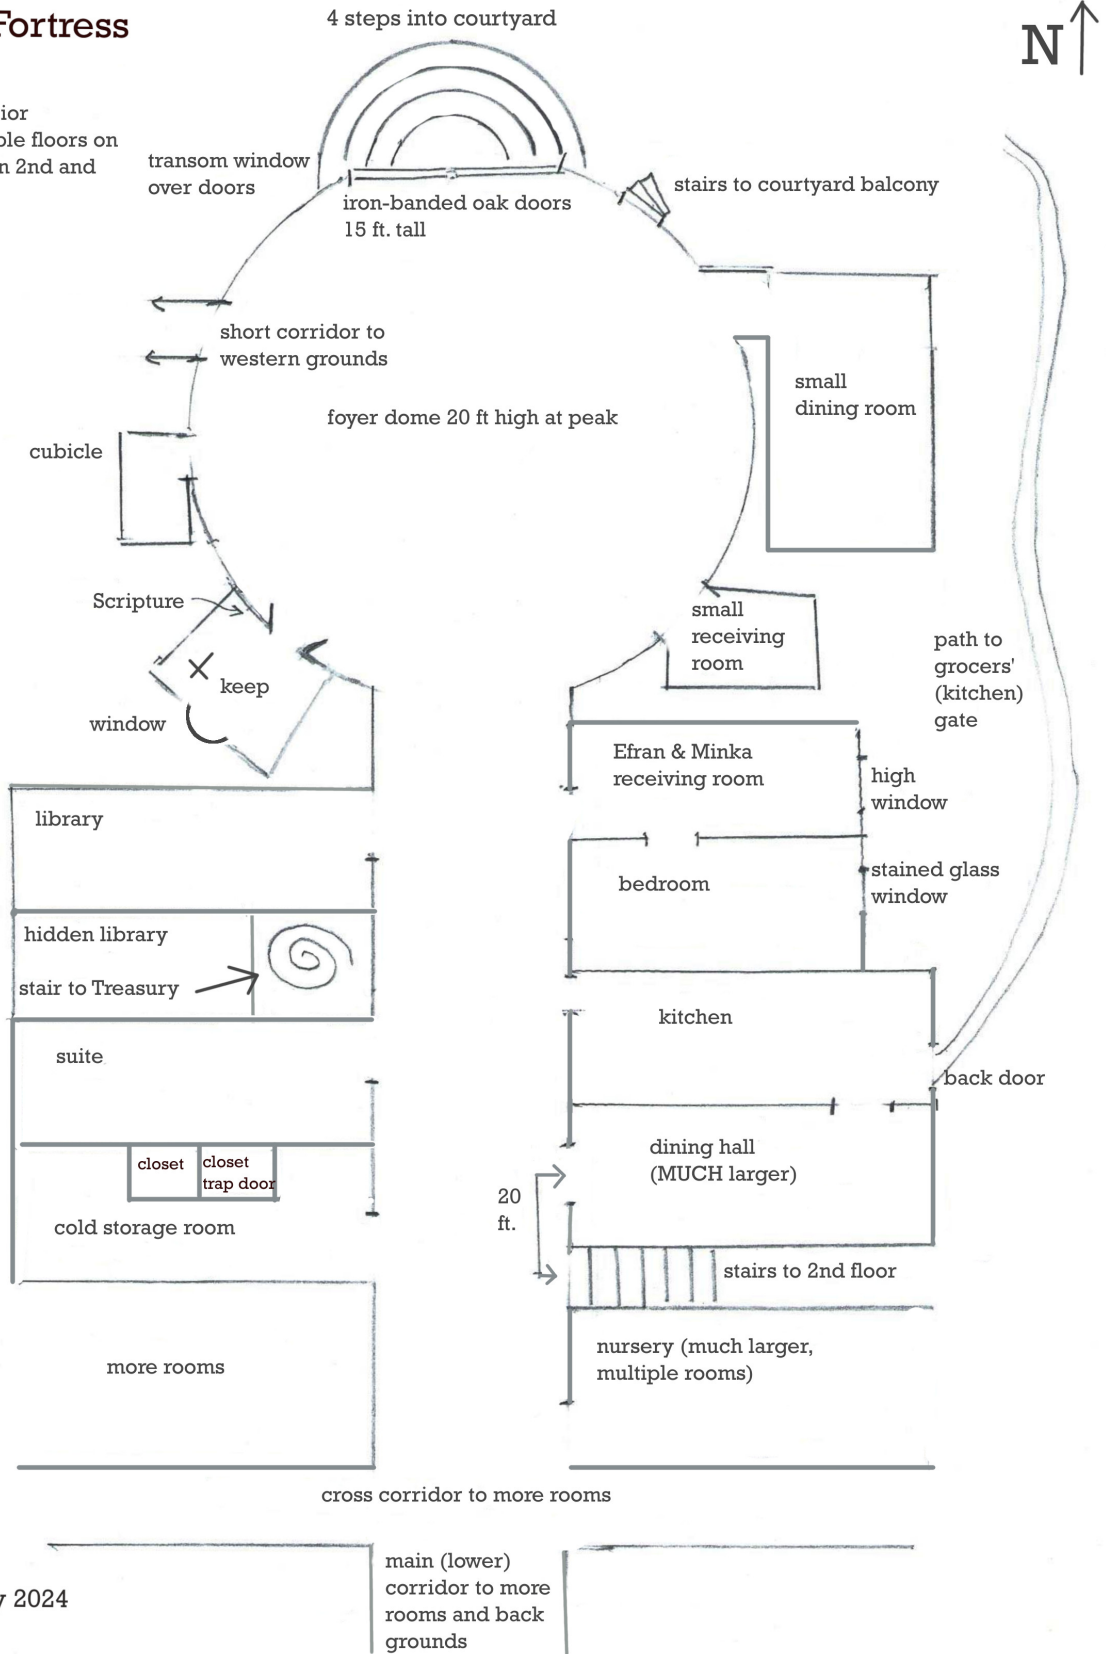 Fortress
4 steps into courtyard
N
ior
ble floors on
n 2nd and
transom window
over doors
iron-banded oak doors
15 ft. tall
stairs to courtyard balcony
short corridor to
western grounds
small
dining room
foyer dome 20 ft high at peak
cubicle
Scripture
small
receiving
room
path to
grocers'
(kitchen)
gate
keep
window
Efran & Minka
receiving room
high
window
library
bedroom
stained glass
window
hidden library
stair to Treasury
kitchen
suite
back door
closet
closet
trap door
dining hall
(MUCH larger)
20
ft.
cold storage room
stairs to 2nd floor
more rooms
nursery (much larger,
multiple rooms)
cross corridor to more rooms
main (lower)
corridor to more
rooms and back
grounds
y 2024